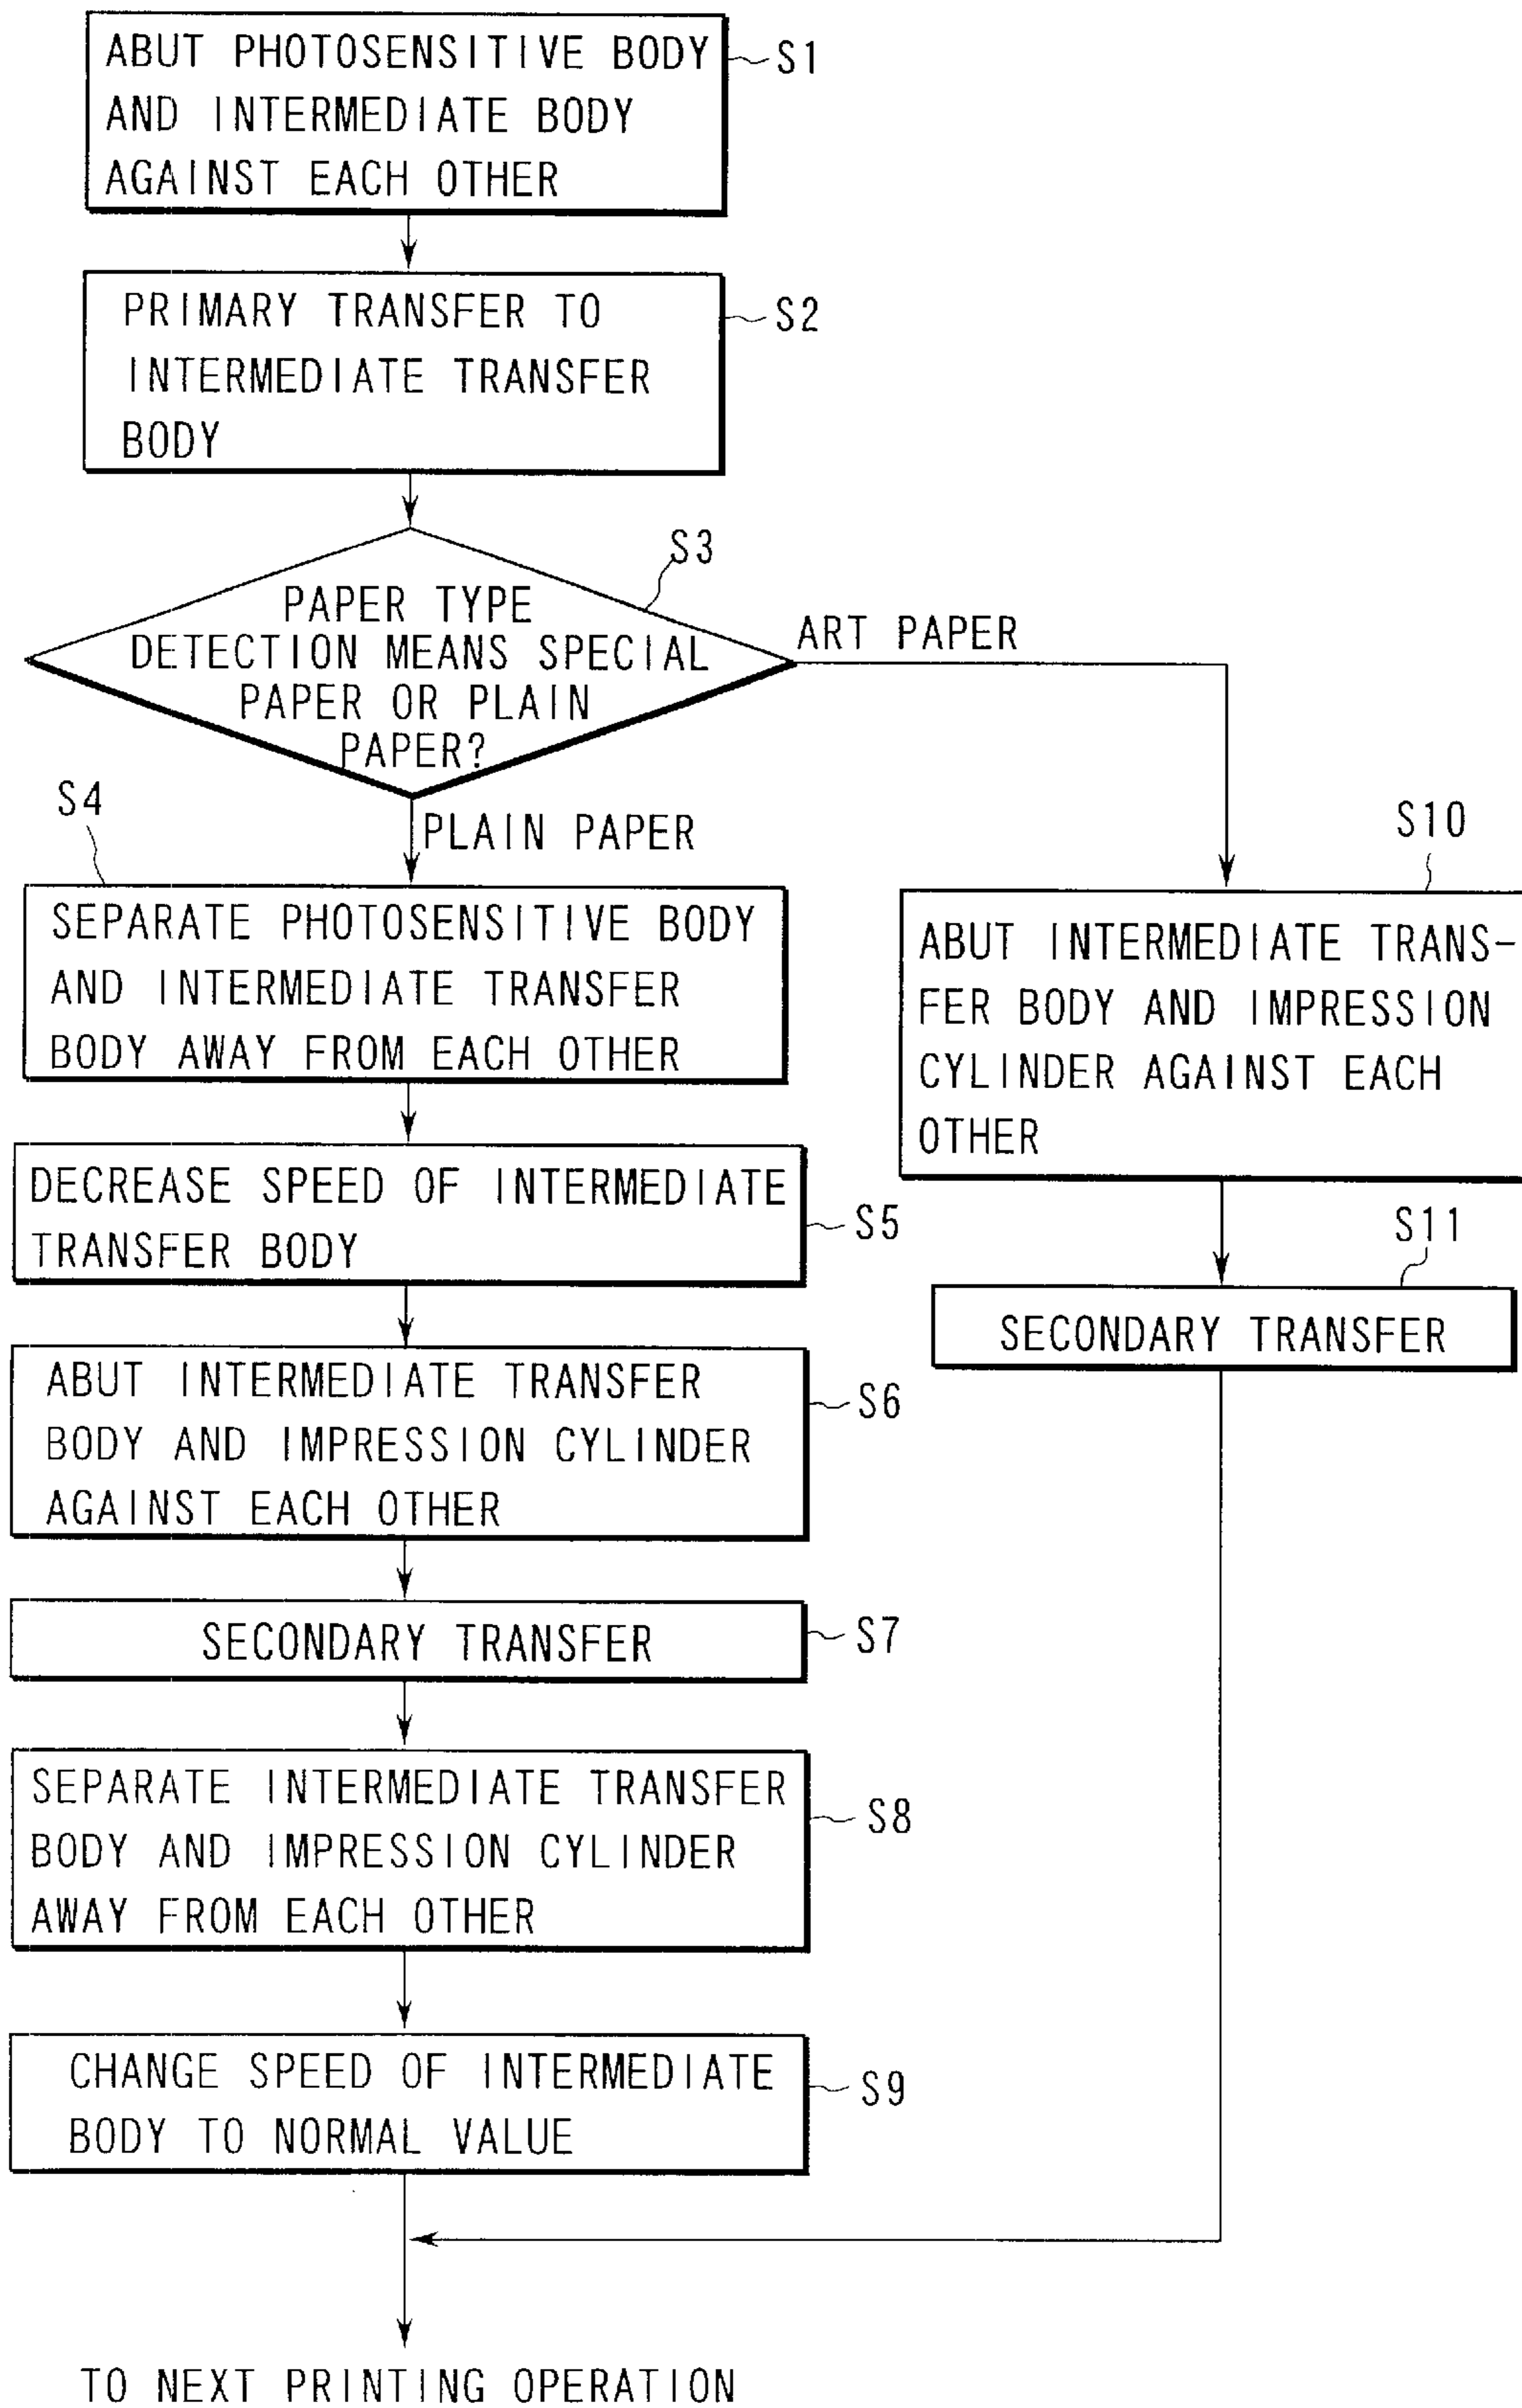 ABUT PHOTOSENSITIVE BODY
AND INTERMEDIATE BODY
AGAINST EACH OTHER
S1
PRIMARY TRANSFER TO
INTERMEDIATE TRANSFER
BODY
S2
S3
PAPER TYPE
DETECTION MEANS SPECIAL
PAPER OR PLAIN
PAPER?
ART PAPER
PLAIN PAPER
S4
SEPARATE PHOTOSENSITIVE BODY
AND INTERMEDIATE TRANSFER
BODY AWAY FROM EACH OTHER
DECREASE SPEED OF INTERMEDIATE
TRANSFER BODY
S5
ABUT INTERMEDIATE TRANSFER
BODY AND IMPRESSION CYLINDER
AGAINST EACH OTHER
S6
SECONDARY TRANSFER
S7
SEPARATE INTERMEDIATE TRANSFER
BODY AND IMPRESSION CYLINDER
AWAY FROM EACH OTHER
S8
CHANGE SPEED OF INTERMEDIATE
BODY TO NORMAL VALUE
S9
S10
ABUT INTERMEDIATE TRANS-
FER BODY AND IMPRESSION
CYLINDER AGAINST EACH
OTHER
S11
SECONDARY TRANSFER
TO NEXT PRINTING OPERATION